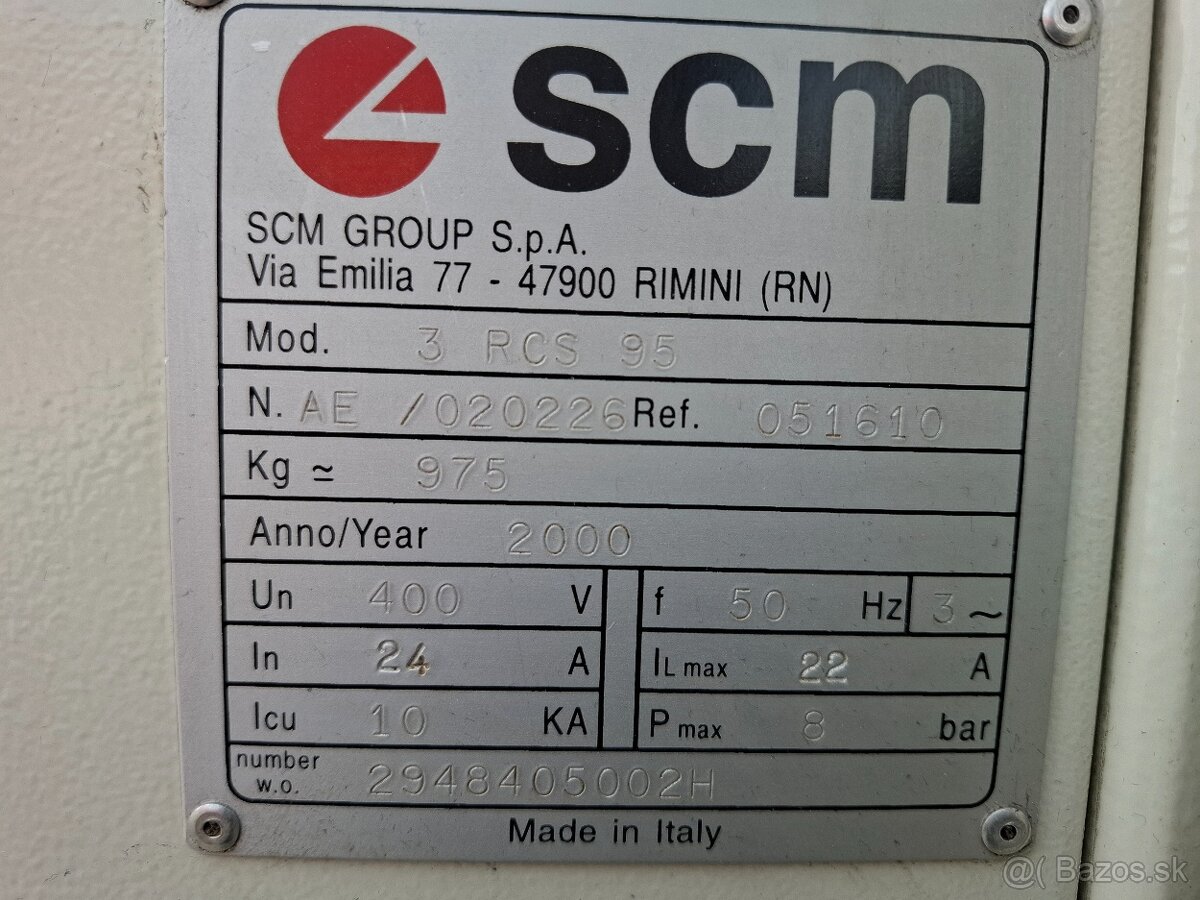 scm
SCM GROUP S.p.A.
Via Emilia 77 - 47900 RIMINI (RN)
Mod. 3 RCS 95
N. AE /020226 Ref. 051610
Kg ≃ 975
Anno/Year 2000
Un 400 V f 50 Hz 3 ~
In 24 A IL max 22 A
Icu 10 KA P max 8 bar
number w.o. 2948405002H
Made in Italy
@( Bazos.sk